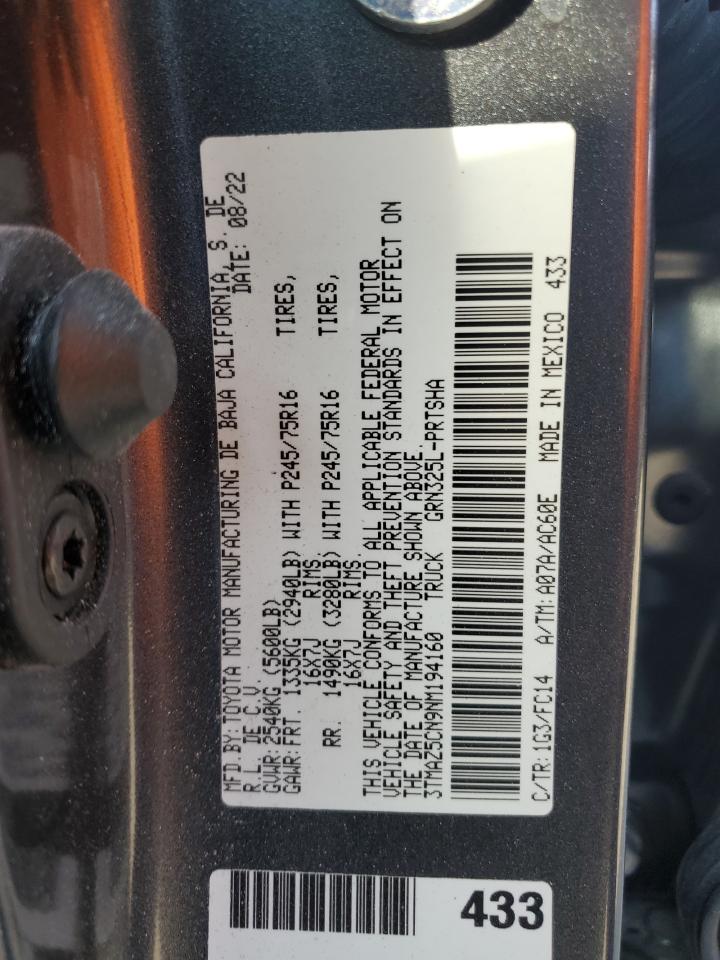 MFD.BY:TOYOTA MOTOR MANUFACTURING DE BAJA CALIFORNIA, S. DE
R.L. DE C.V. DATE: 08/22
GVWR:2540KG (5600LB)
GAWR:FRT. 1335KG (2940LB) WITH P245/75R16 TIRES,
16X7J RIMS
RR. 1490KG (3280LB) WITH P245/75R16 TIRES,
16X7J RIMS.
THIS VEHICLE CONFORMS TO ALL APPLICABLE FEDERAL MOTOR
VEHICLE SAFETY AND THEFT PREVENTION STANDARDS IN EFFECT ON
THE DATE OF MANUFACTURE SHOWN ABOVE.
3TMAZ5CN9NM194160 TRUCK GRN325L-PRTSHA
C/TR:1G3/FC14 A/TM:A07A/AC60E MADE IN MEXICO 433
433